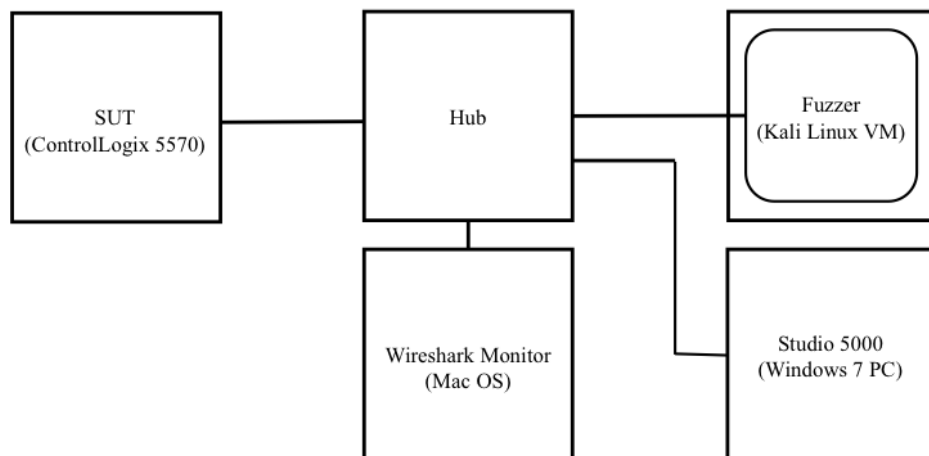 SUT
(ControlLogix 5570)
Hub
Fuzzer
(Kali Linux VM)
Wireshark Monitor
(Mac OS)
Studio 5000
(Windows 7 PC)